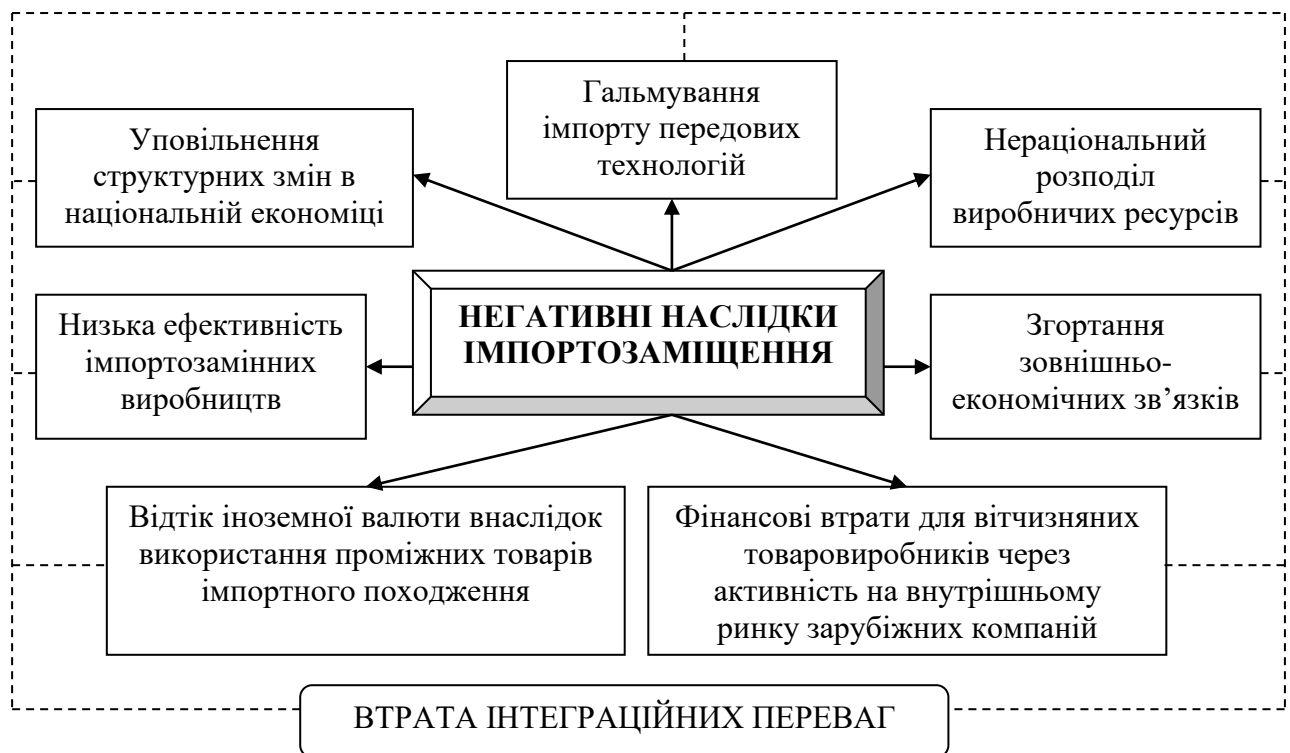 Гальмування
імпорту передових
технологій
Уповільнення
структурних змін в
національній економіці
Нераціональний
розподіл
виробничих ресурсів
НЕГАТИВНІ НАСЛІДКИ
ІМПОРТОЗАМІЩЕННЯ
Низька ефективність
імпортозамінних
виробництв
Згортання
зовнішньо-
економічних зв’язків
Відтік іноземної валюти внаслідок
використання проміжних товарів
імпортного походження
Фінансові втрати для вітчизняних
товаровиробників через
активність на внутрішньому
ринку зарубіжних компаній
ВТРАТА ІНТЕГРАЦІЙНИХ ПЕРЕВАГ